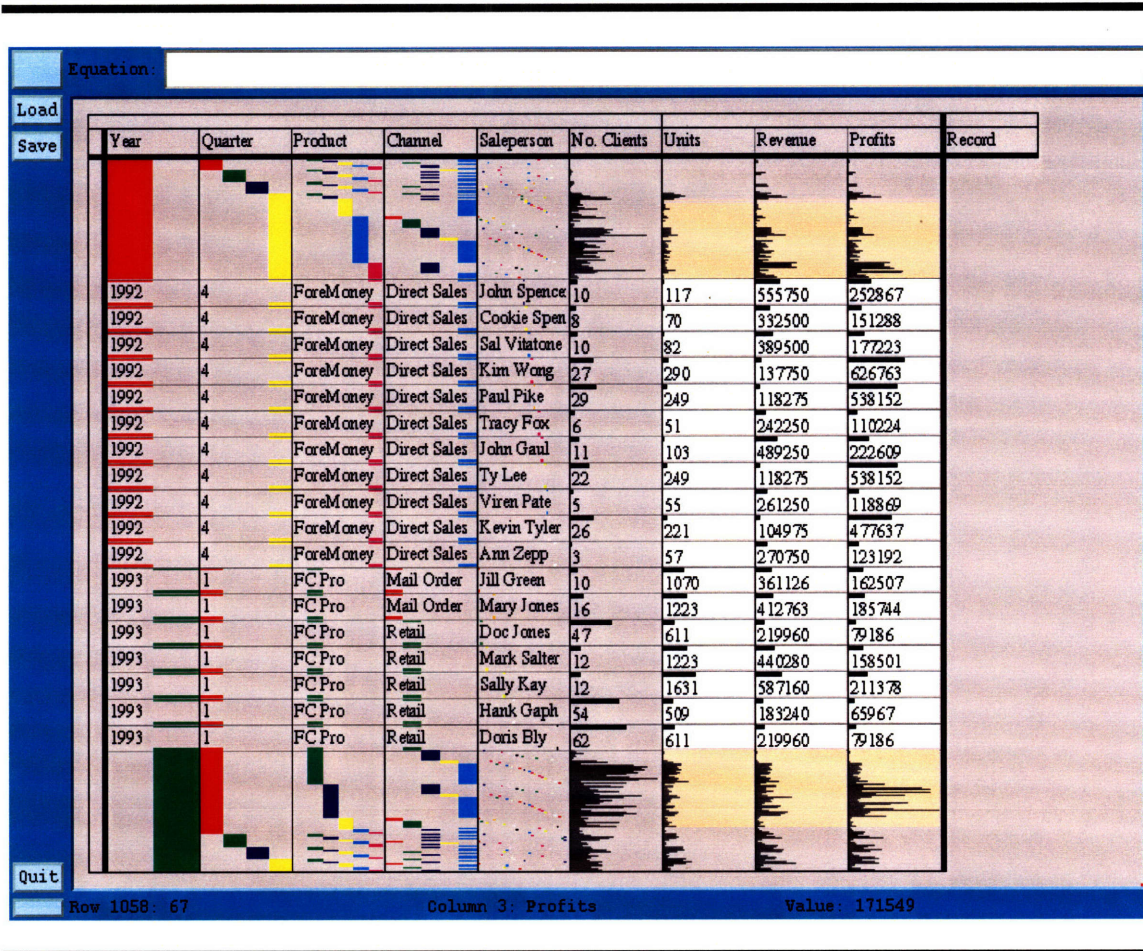 Equation:
Load
Save
Year Quarter Product Channel Saleperson No. Clients Units Revenue Profits Record
1992 4 ForeMoney Direct Sales John Spence 10 117 555750 252867
1992 4 ForeMoney Direct Sales Cookie Spen 8 70 332500 151288
1992 4 ForeMoney Direct Sales Sal Vitatone 10 82 389500 177223
1992 4 ForeMoney Direct Sales Kim Wong 27 290 137750 626763
1992 4 ForeMoney Direct Sales Paul Pike 29 249 118275 538152
1992 4 ForeMoney Direct Sales Tracy Fox 6 51 242250 110224
1992 4 ForeMoney Direct Sales John Gaul 11 103 489250 222609
1992 4 ForeMoney Direct Sales Ty Lee 22 249 118275 538152
1992 4 ForeMoney Direct Sales Viren Pate 5 55 261250 118869
1992 4 ForeMoney Direct Sales Kevin Tyler 26 221 104975 477637
1992 4 ForeMoney Direct Sales Ann Zepp 3 57 270750 123192
1993 1 FC Pro Mail Order Jill Green 10 1070 361126 162507
1993 1 FC Pro Mail Order Mary Jones 16 1223 412763 185744
1993 1 FC Pro Retail Doc Jones 47 611 219960 79186
1993 1 FC Pro Retail Mark Salter 12 1223 440280 158501
1993 1 FC Pro Retail Sally Kay 12 1631 587160 211378
1993 1 FC Pro Retail Hank Gaph 54 509 183240 65967
1993 1 FC Pro Retail Doris Bly 62 611 219960 79186
Quit
Row 1058: 67 Column 3: Profits Value: 171549